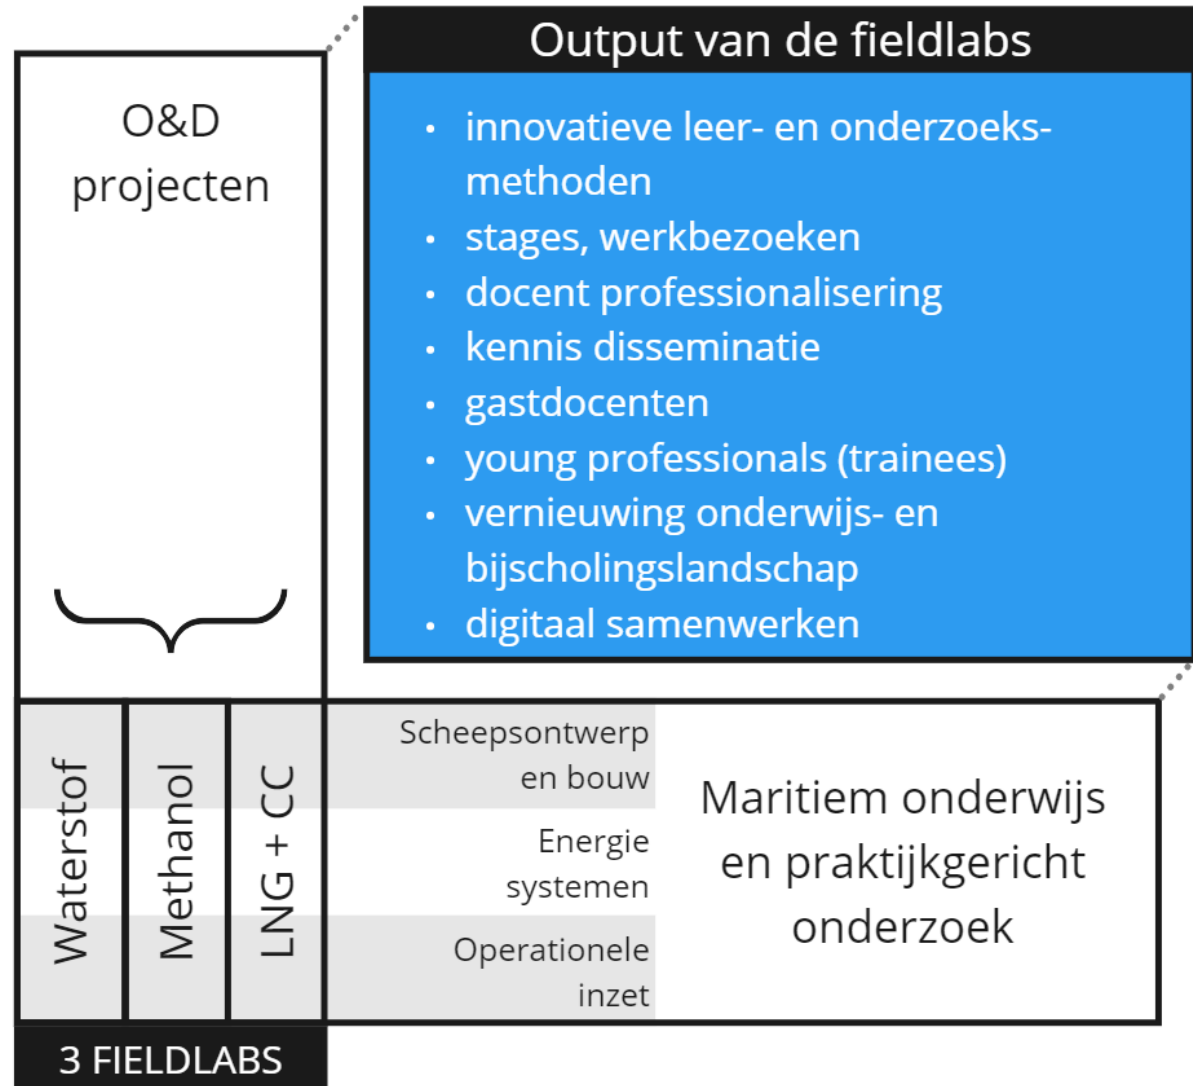 Output van de fieldlabs
O&D
projecten
• innovatieve leer- en onderzoeks-
methoden
• stages, werkbezoeken
• docent professionalisering
• kennis disseminatie
• gastdocenten
• young professionals (trainees)
• vernieuwing onderwijs- en
bijscholingslandschap
• digitaal samenwerken
Waterstof
Methanol
LNG + CC
Scheepsontwerp
en bouw
Energie
systemen
Operationele
inzet
Maritiem onderwijs
en praktijkgericht
onderzoek
3 FIELDLABS